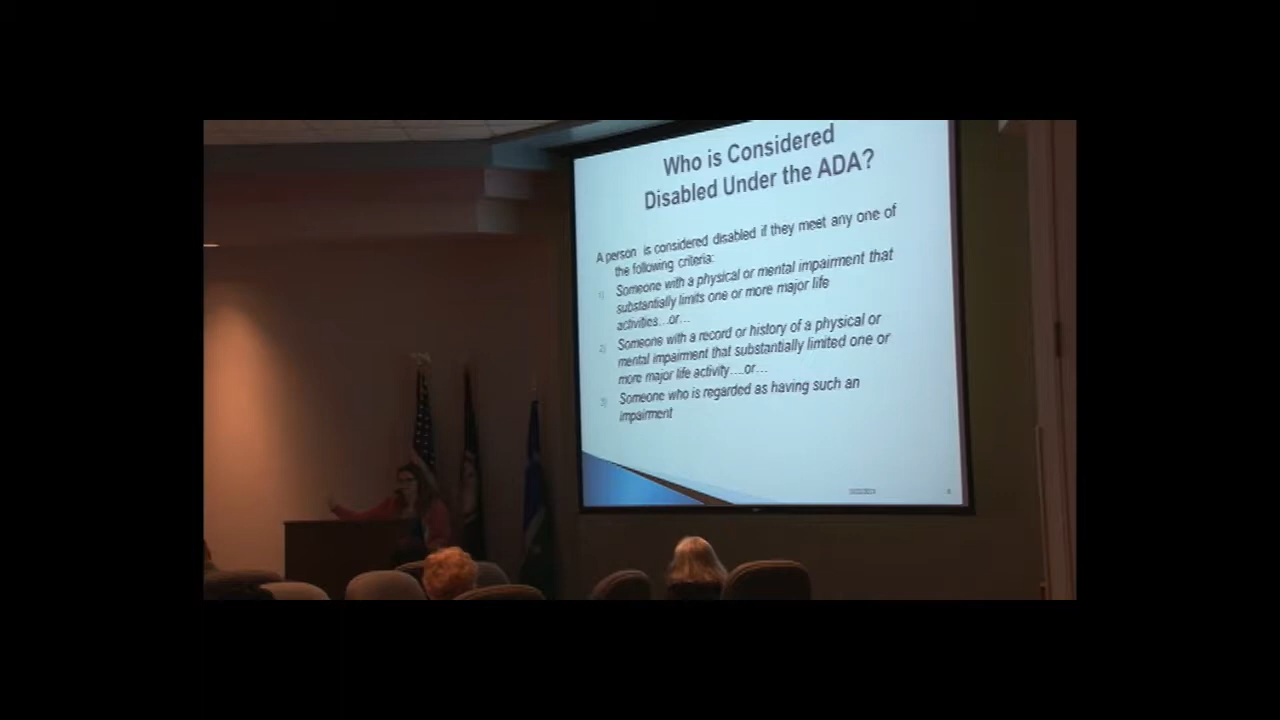 Who is Considered
Disabled Under the ADA?
A person is considered disabled if they meet any one of
the following criteria:
1) Someone with a physical or mental impairment that
substantially limits one or more major life
activities…or…
2) Someone with a record or history of a physical or
mental impairment that substantially limited one or
more major life activity….or…
3) Someone who is regarded as having such an
impairment